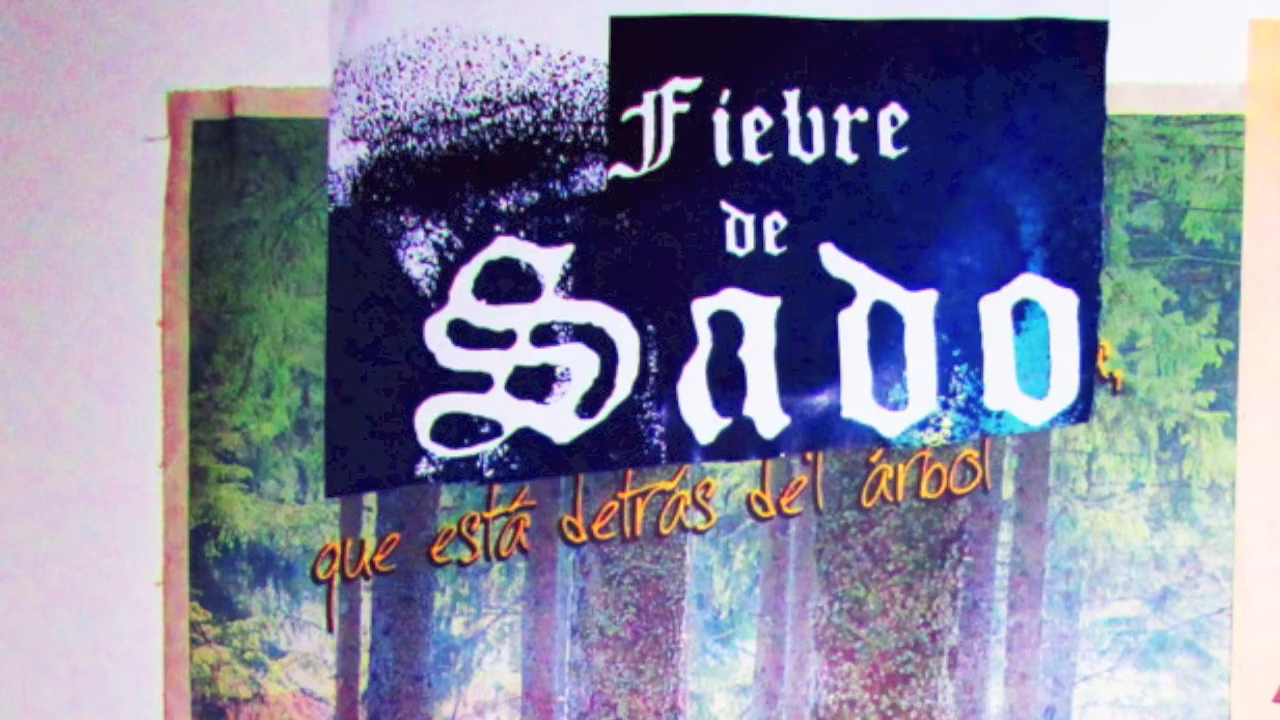 Fiebre
de
Sado
que está detrás del árbol